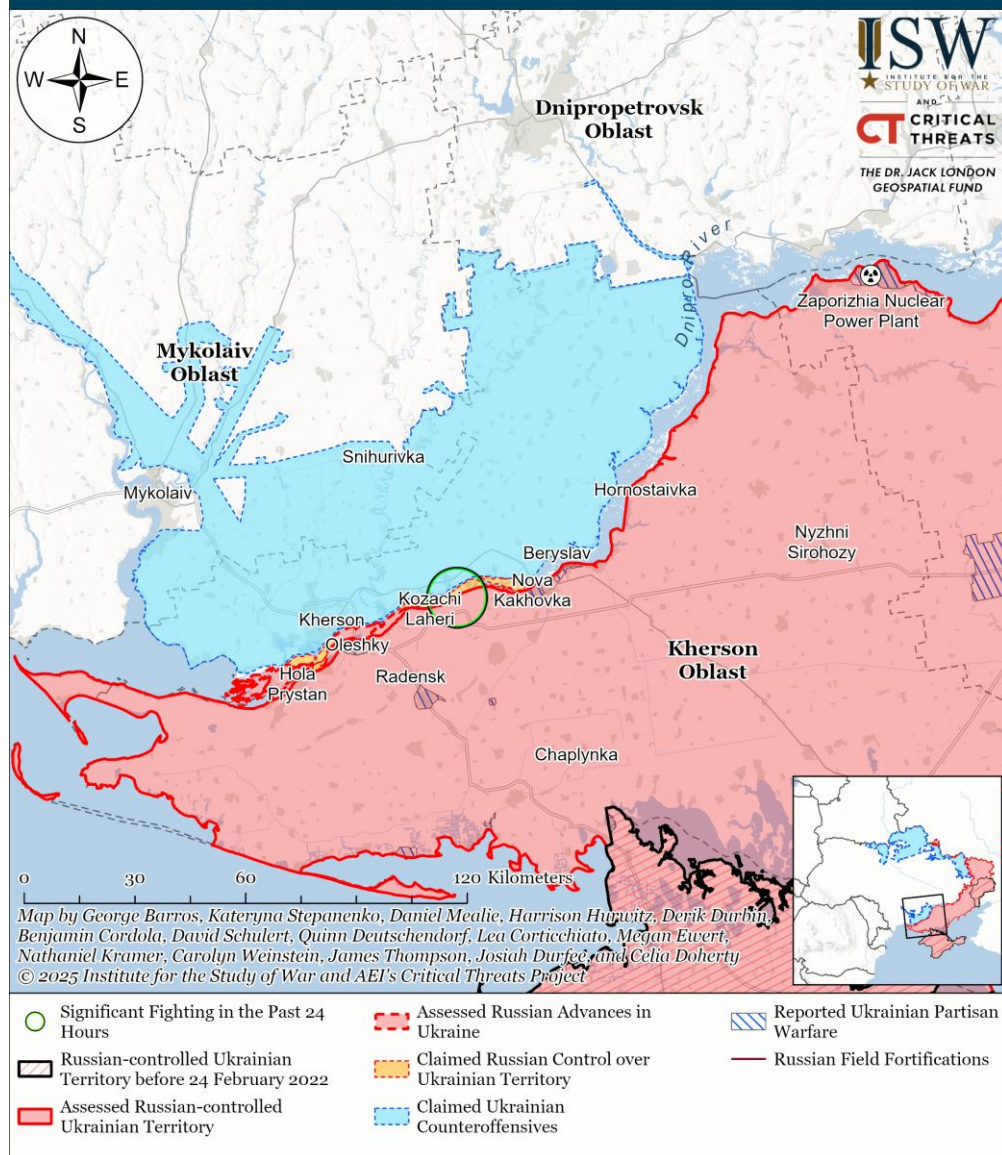 N
W
E
S
ISW
INSTITUTE FOR THE
STUDY OF WAR
AND
CT CRITICAL
THREATS
THE DR. JACK LONDON
GEOSPATIAL FUND
Dnipropetrovsk
Oblast
Dnipro River
Zaporizhia Nuclear
Power Plant
Mykolaiv
Oblast
Snihurivka
Mykolaiv
Hornostaivka
Nyzhni
Sirohozy
Beryslav
Nova
Kakhovka
Kozachi
Laheri
Kherson
Oleshky
Hola
Prystan
Radensk
Kherson
Oblast
Chaplynka
0 30 60 120 Kilometers
Map by George Barros, Kateryna Stepanenko, Daniel Mealie, Harrison Hurwitz, Derik Durbin,
Benjamin Cordola, David Schulert, Quinn Deutschendorf, Lea Corticchiato, Megan Ewert,
Nathaniel Kramer, Carolyn Weinstein, James Thompson, Josiah Durfee, and Celia Doherty
© 2025 Institute for the Study of War and AEI's Critical Threats Project
Significant Fighting in the Past 24
Hours
Russian-controlled Ukrainian
Territory before 24 February 2022
Assessed Russian-controlled
Ukrainian Territory
Assessed Russian Advances in
Ukraine
Claimed Russian Control over
Ukrainian Territory
Claimed Ukrainian
Counteroffensives
Reported Ukrainian Partisan
Warfare
Russian Field Fortifications